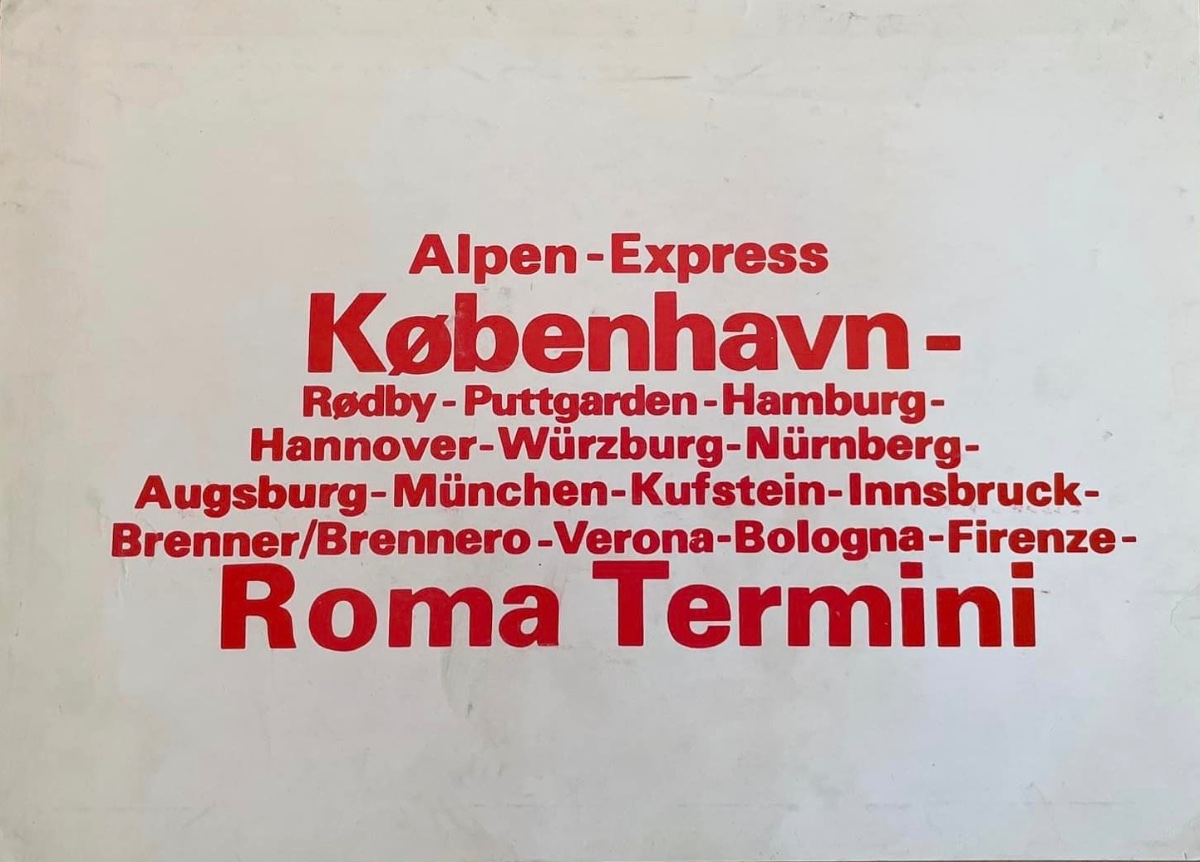 Alpen-Express
København-
Rødby-Puttgarden-Hamburg-
Hannover-Würzburg-Nürnberg-
Augsburg-München-Kufstein-Innsbruck-
Brenner/Brennero-Verona-Bologna-Firenze-
Roma Termini